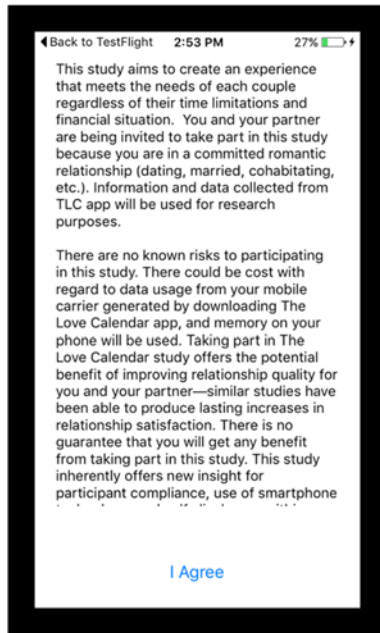 Back to TestFlight 2:53 PM 27%
This study aims to create an experience
that meets the needs of each couple
regardless of their time limitations and
financial situation.  You and your partner
are being invited to take part in this study
because you are in a committed romantic
relationship (dating, married, cohabitating,
etc.). Information and data collected from
TLC app will be used for research
purposes.
There are no known risks to participating
in this study. There could be cost with
regard to data usage from your mobile
carrier generated by downloading The
Love Calendar app, and memory on your
phone will be used. Taking part in The
Love Calendar study offers the potential
benefit of improving relationship quality for
you and your partner—similar studies have
been able to produce lasting increases in
relationship satisfaction. There is no
guarantee that you will get any benefit
from taking part in this study. This study
inherently offers new insight for
participant compliance, use of smartphone
I Agree